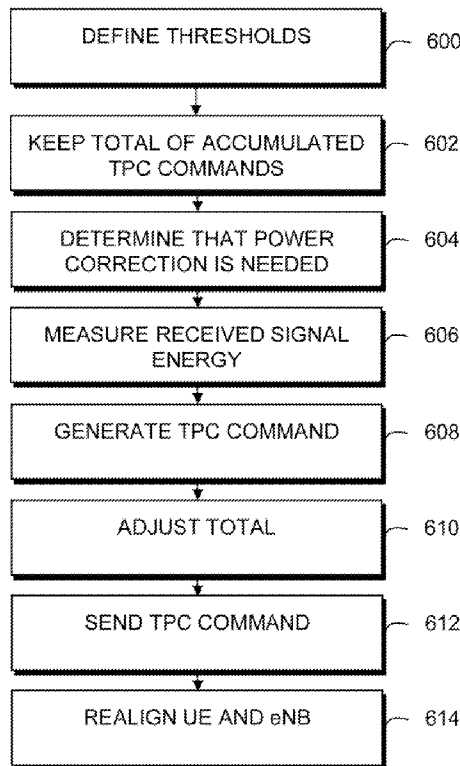 DEFINE THRESHOLDS
600
KEEP TOTAL OF ACCUMULATED
TPC COMMANDS
602
DETERMINE THAT POWER
CORRECTION IS NEEDED
604
MEASURE RECEIVED SIGNAL
ENERGY
606
GENERATE TPC COMMAND
608
ADJUST TOTAL
610
SEND TPC COMMAND
612
REALIGN UE AND eNB
614